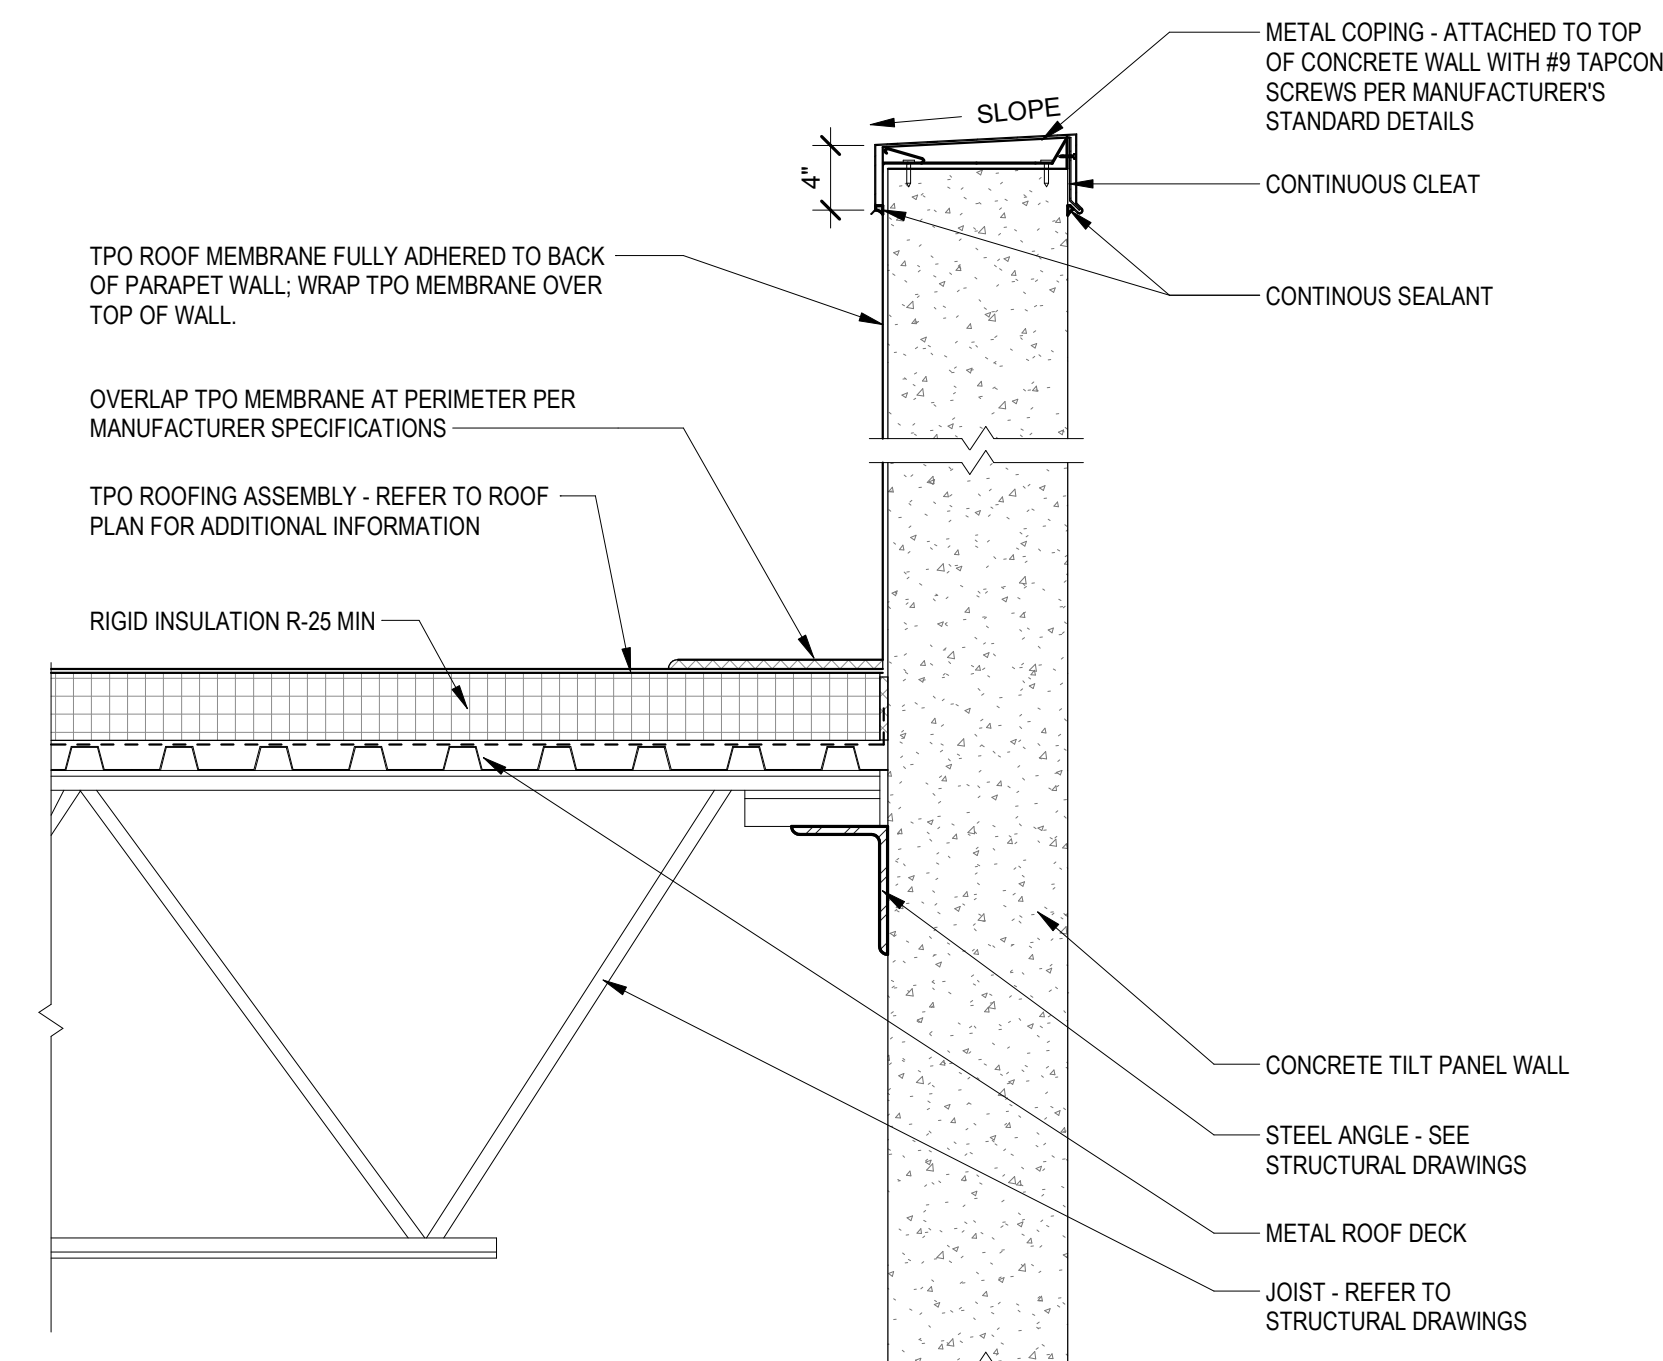 METAL COPING - ATTACHED TO TOP
OF CONCRETE WALL WITH #9 TAPCON
SCREWS PER MANUFACTURER'S
STANDARD DETAILS
SLOPE
4"
CONTINUOUS CLEAT
TPO ROOF MEMBRANE FULLY ADHERED TO BACK
OF PARAPET WALL; WRAP TPO MEMBRANE OVER
TOP OF WALL.
CONTINOUS SEALANT
OVERLAP TPO MEMBRANE AT PERIMETER PER
MANUFACTURER SPECIFICATIONS
TPO ROOFING ASSEMBLY - REFER TO ROOF
PLAN FOR ADDITIONAL INFORMATION
RIGID INSULATION R-25 MIN
CONCRETE TILT PANEL WALL
STEEL ANGLE - SEE
STRUCTURAL DRAWINGS
METAL ROOF DECK
JOIST - REFER TO
STRUCTURAL DRAWINGS